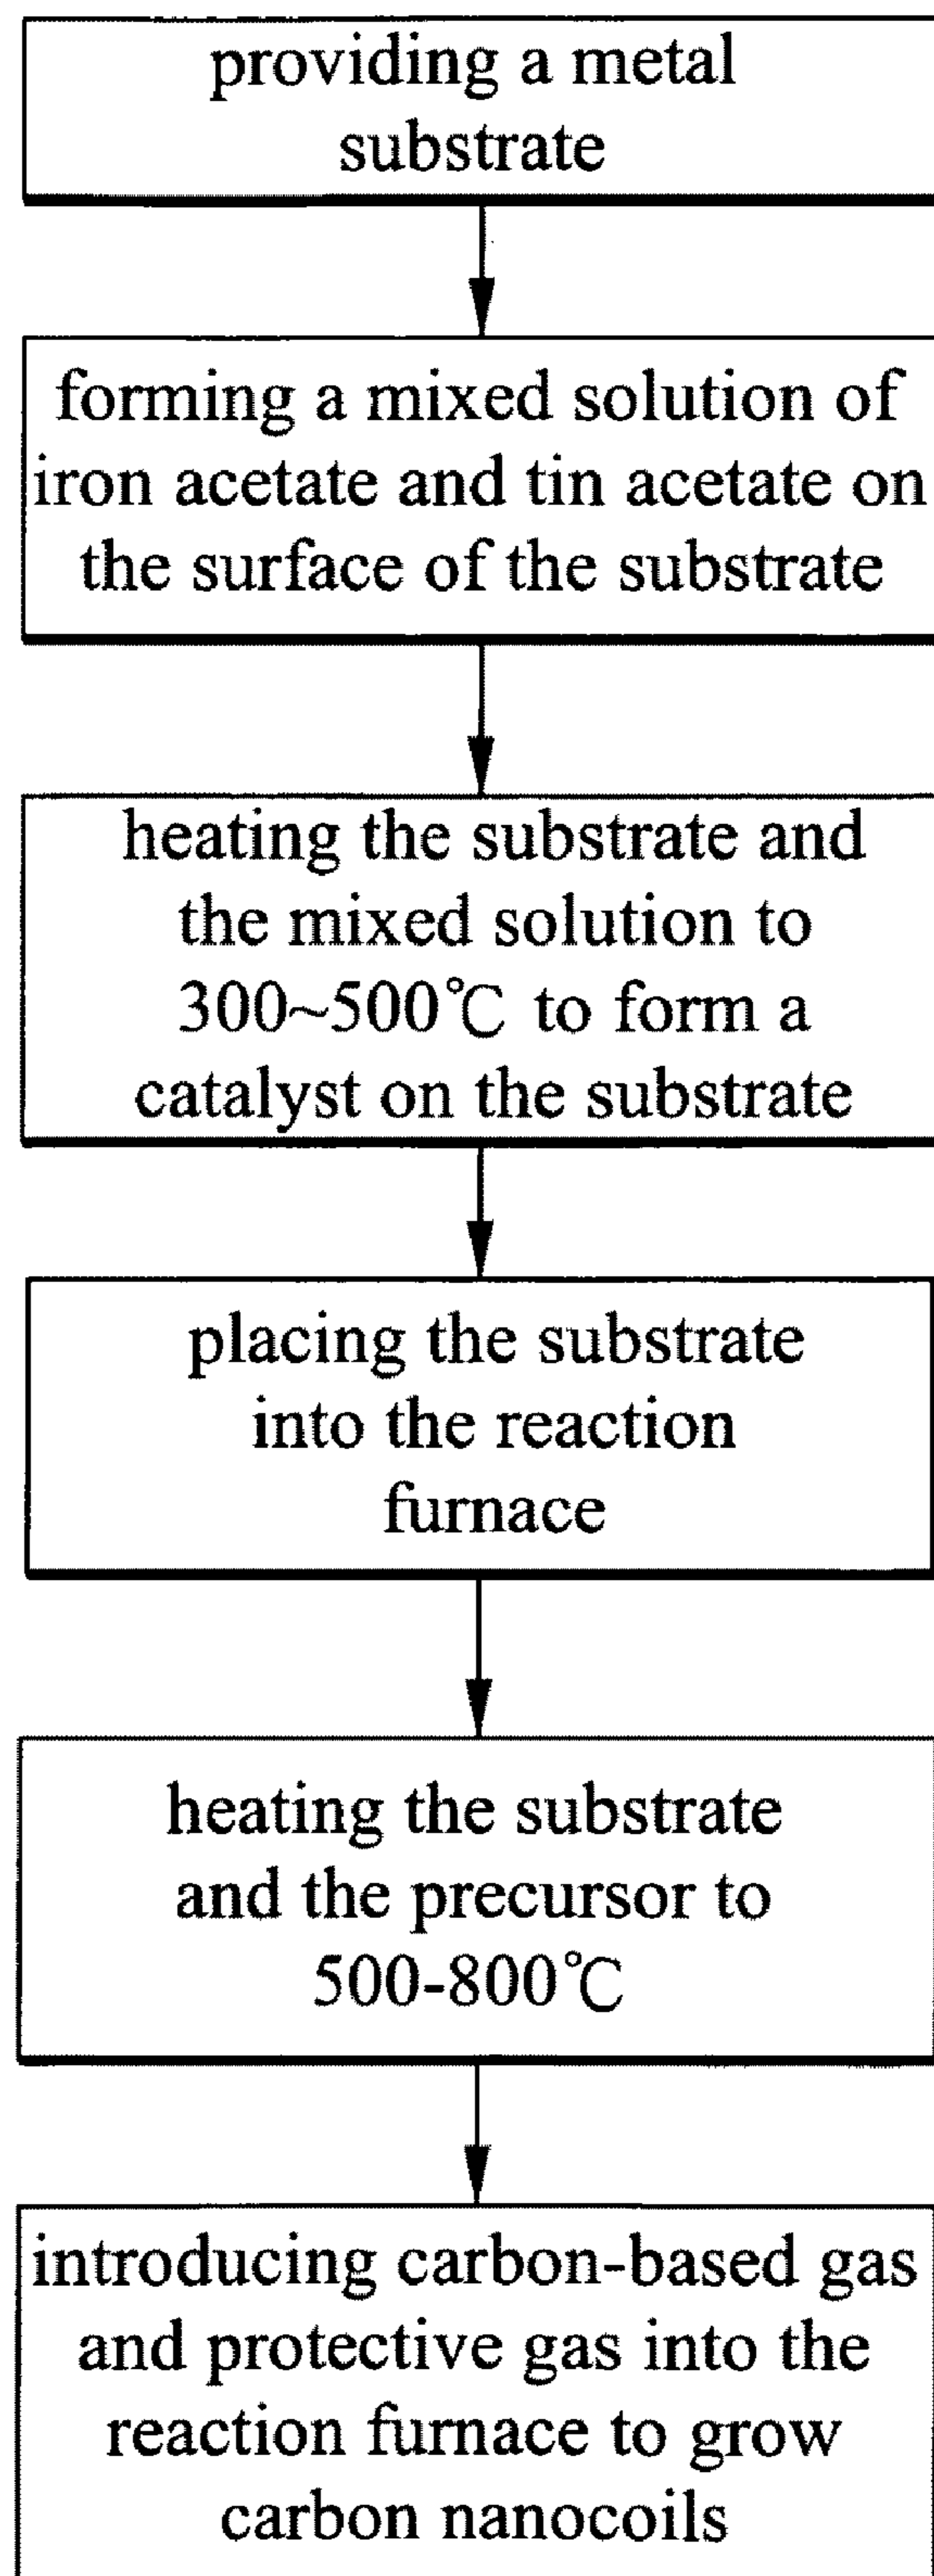 providing a metal
substrate
forming a mixed solution of
iron acetate and tin acetate on
the surface of the substrate
heating the substrate and
the mixed solution to
300~500℃ to form a
catalyst on the substrate
placing the substrate
into the reaction
furnace
heating the substrate
and the precursor to
500-800℃
introducing carbon-based gas
and protective gas into the
reaction furnace to grow
carbon nanocoils